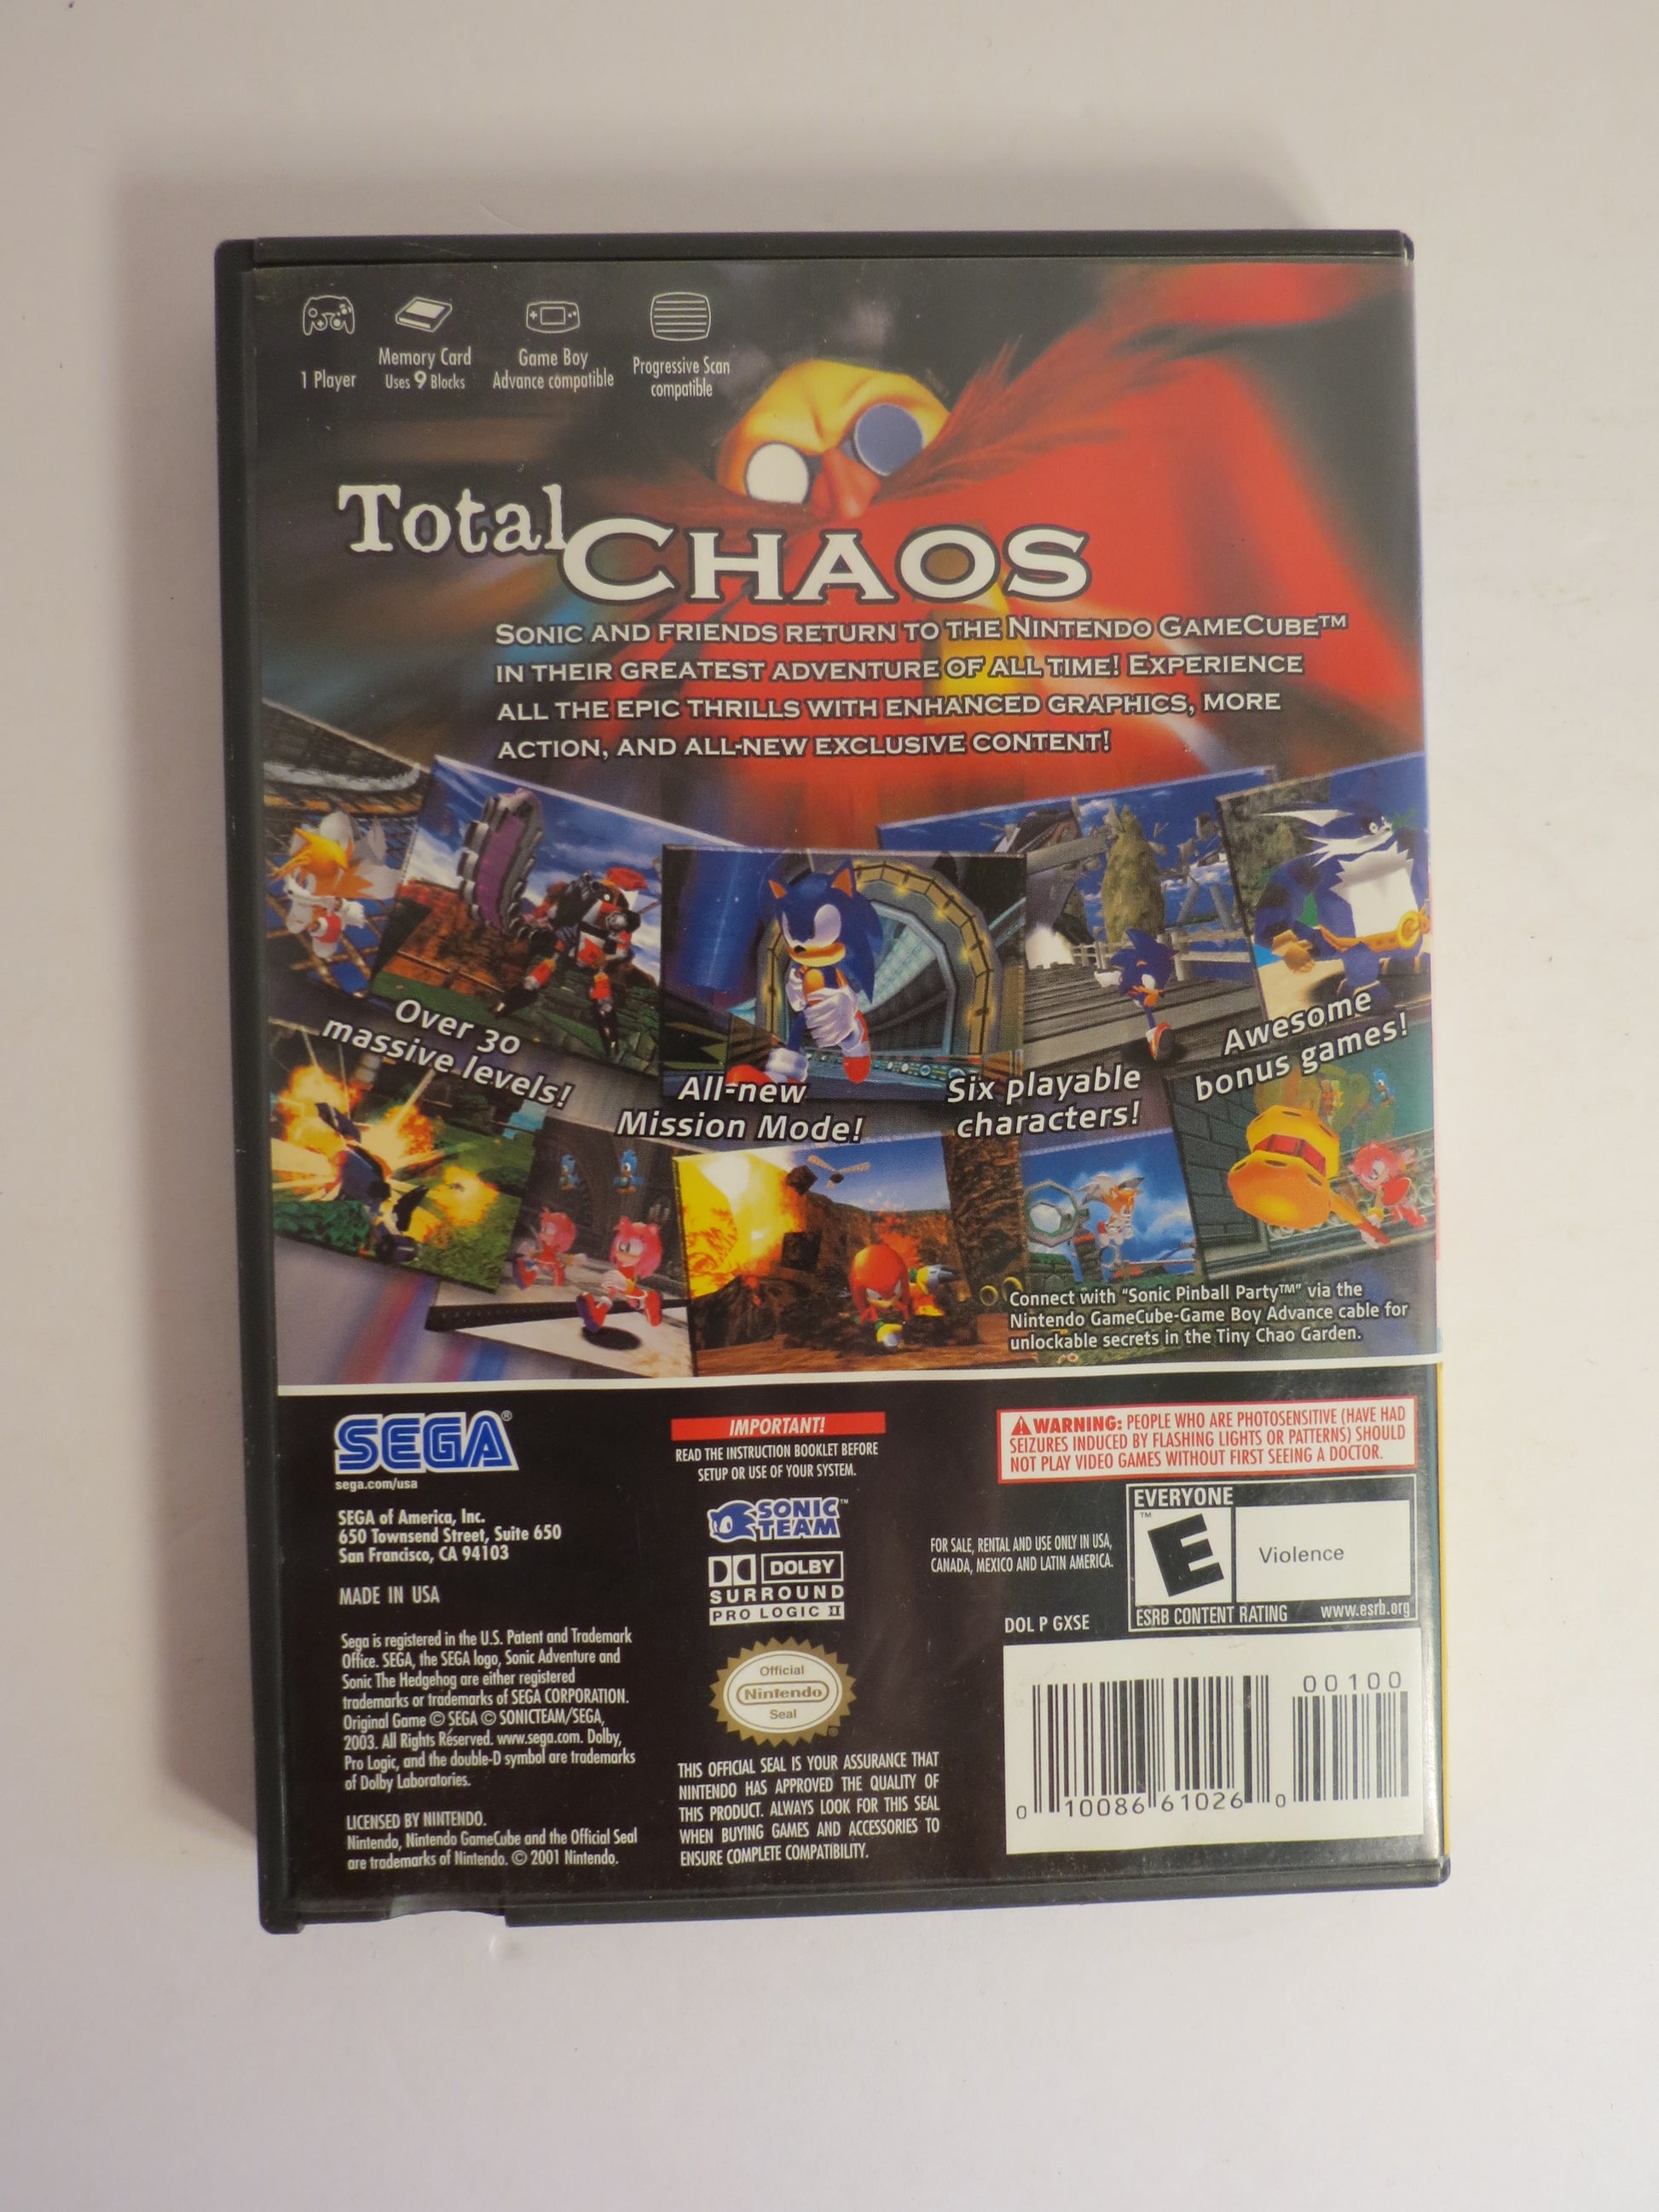 1 Player
Memory Card
Uses 9 Blocks
Game Boy
Advance compatible
Progressive Scan
compatible
Total CHAOS
SONIC AND FRIENDS RETURN TO THE NINTENDO GAMECUBE™
IN THEIR GREATEST ADVENTURE OF ALL TIME! EXPERIENCE
ALL THE EPIC THRILLS WITH ENHANCED GRAPHICS, MORE
ACTION, AND ALL-NEW EXCLUSIVE CONTENT!
Over 30
massive levels!
All-new
Mission Mode!
Six playable
characters!
Awesome
bonus games!
Connect with "Sonic Pinball Party™" via the
Nintendo GameCube-Game Boy Advance cable for
unlockable secrets in the Tiny Chao Garden.
SEGA®
sega.com/usa
SEGA of America, Inc.
650 Townsend Street, Suite 650
San Francisco, CA 94103
MADE IN USA
Sega is registered in the U.S. Patent and Trademark
Office. SEGA, the SEGA logo, Sonic Adventure and
Sonic The Hedgehog are either registered
trademarks or trademarks of SEGA CORPORATION.
Original Game © SEGA © SONICTEAM/SEGA,
2003. All Rights Reserved. www.sega.com. Dolby,
Pro Logic, and the double-D symbol are trademarks
of Dolby Laboratories.
LICENSED BY NINTENDO.
Nintendo, Nintendo GameCube and the Official Seal
are trademarks of Nintendo. © 2001 Nintendo.
IMPORTANT!
READ THE INSTRUCTION BOOKLET BEFORE
SETUP OR USE OF YOUR SYSTEM.
SONIC™
TEAM
DOLBY
SURROUND
PRO LOGIC II
Official
Nintendo
Seal
®
THIS OFFICIAL SEAL IS YOUR ASSURANCE THAT
NINTENDO HAS APPROVED THE QUALITY OF
THIS PRODUCT. ALWAYS LOOK FOR THIS SEAL
WHEN BUYING GAMES AND ACCESSORIES TO
ENSURE COMPLETE COMPATIBILITY.
WARNING: PEOPLE WHO ARE PHOTOSENSITIVE (HAVE HAD
SEIZURES INDUCED BY FLASHING LIGHTS OR PATTERNS) SHOULD
NOT PLAY VIDEO GAMES WITHOUT FIRST SEEING A DOCTOR.
FOR SALE, RENTAL AND USE ONLY IN USA,
CANADA, MEXICO AND LATIN AMERICA.
EVERYONE
™
E
Violence
ESRB CONTENT RATING www.esrb.org
DOL P GXSE
00100
0 10086 61026 0